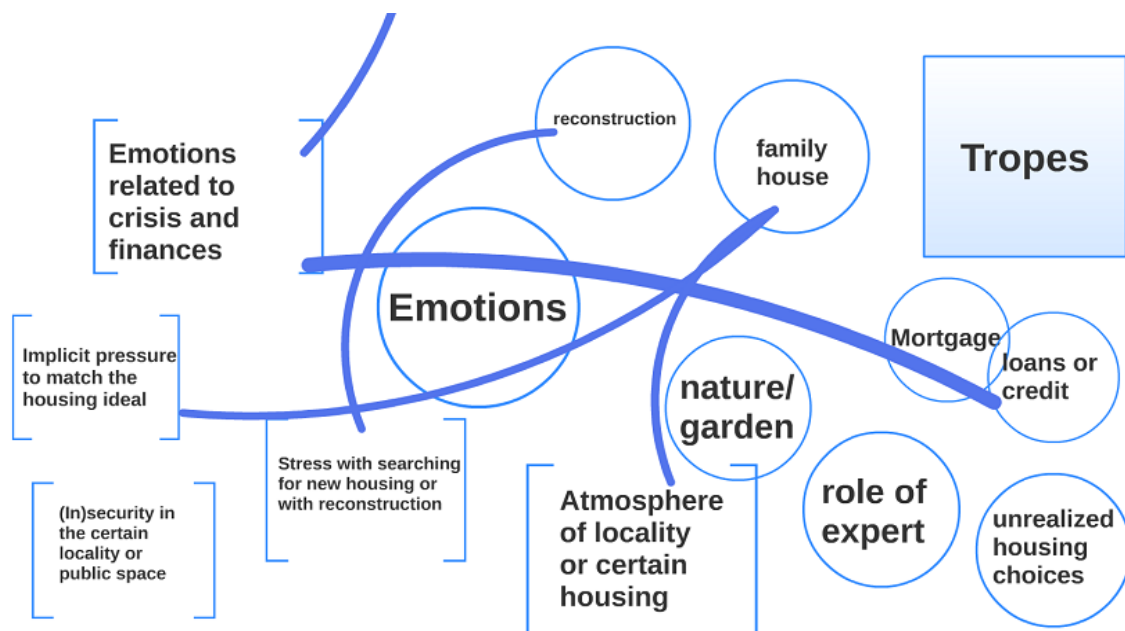 reconstruction
family
house
Tropes
Emotions
related to
crisis and
finances
Emotions
Mortgage
loans or
credit
Implicit pressure
to match the
housing ideal
nature/
garden
Stress with searching
for new housing or
with reconstruction
(In)security in
the certain
locality or
public space
Atmosphere
of locality
or certain
housing
role of
expert
unrealized
housing
choices